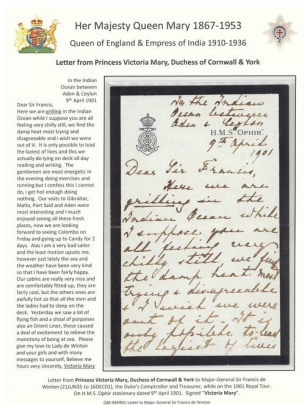 Her Majesty Queen Mary 1867-1953
Queen of England & Empress of India 1910-1936
Letter from Princess Victoria Mary, Duchess of Cornwall & York
In the Indian
Ocean between
Aden & Ceylon
9th April 1901
Dear Sir Francis,
Here we are grilling in the Indian
Ocean while I suppose you are all
feeling very chilly still, we find the
damp heat most trying and
disagreeable and I wish we were
out of it. It is only possible to lead
the laziest of lives and this we
actually do lying on deck all day
reading and writing. The
gentlemen are most energetic in
the evening doing exercises and
running but I confess this I cannot
do, I get hot enough doing
nothing. Our visits to Gibraltar,
Malta, Port Said and Aden were
most interesting and I much
enjoyed seeing all these fresh
places, now we are looking
forward to seeing Colombo on
Friday and going up to Candy for 2
days. Alas I am a very bad sailor
and the least motion upsets me,
however just lately the sea and
the weather have been very kind
so that I have been fairly happy.
Our cabins are really very nice and
are comfortably fitted up, they are
fairly cool, but the others ones are
awfully hot so that all the men and
the ladies had to sleep on the
deck. Yesterday we saw a lot of
flying fish and a shoal of porpoises
also an Orient Liner, these caused
a deal of excitement to relieve the
monotony of being at sea. Please
give my love to Lady de Winton
and your girls and with many
messages to yourself, Believe me
Yours very sincerely, Victoria Mary
In the Indian
Ocean between
Aden & Ceylon
H.M.S. OPHIR.
9th April
1901
Dear Sir Francis
Here we are
grilling in the
Indian Ocean while
I suppose you are
all feeling very
chilly still, we find
the damp heat most
trying & disagreeable
& I wish we were
out of it. It is
only possible to lead
the laziest of lives
Letter from Princess Victoria Mary, Duchess of Cornwall & York to Major-General Sir Francis de
Winton (21JUN35 to 16DEC01), the Duke's Comptroller and Treasurer, while on the 1901 Royal Tour.
On H.M.S. Ophir stationery dated 9th April 1901. Signed "Victoria Mary".
QM-9APR01 Letter to Major-General Sir Francis de Winton